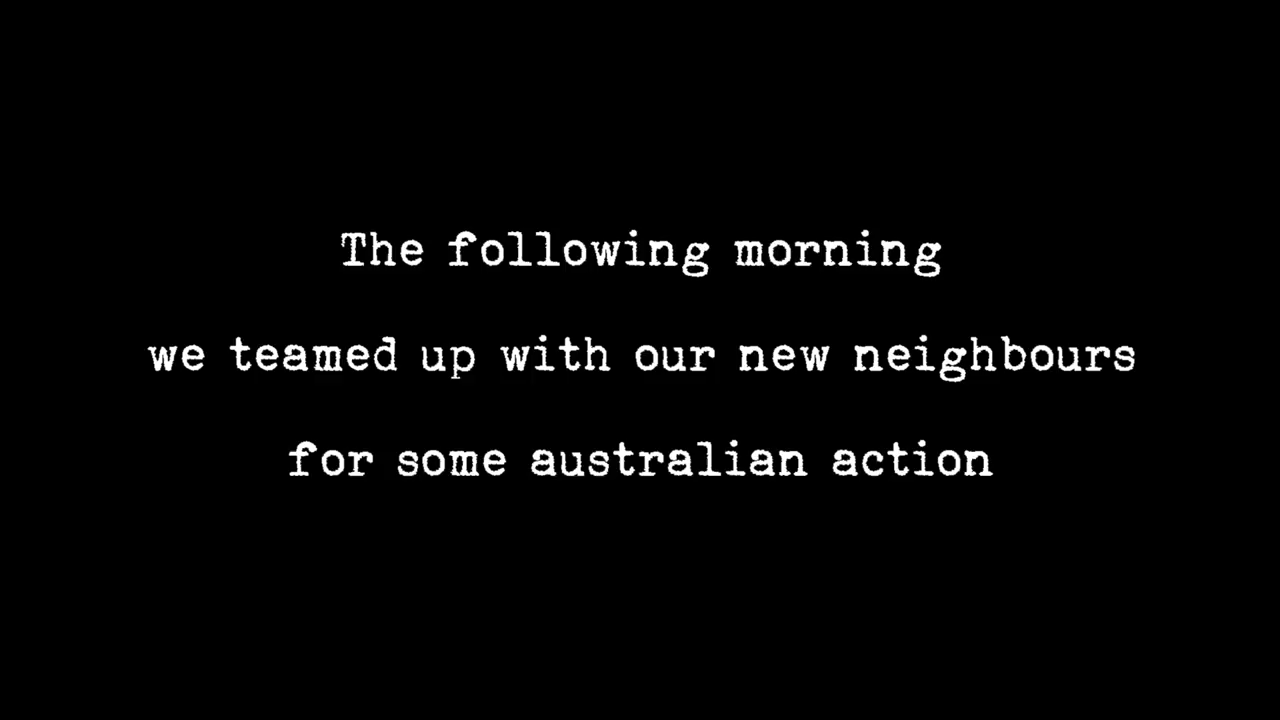 The following morning
we teamed up with our new neighbours
for some australian action